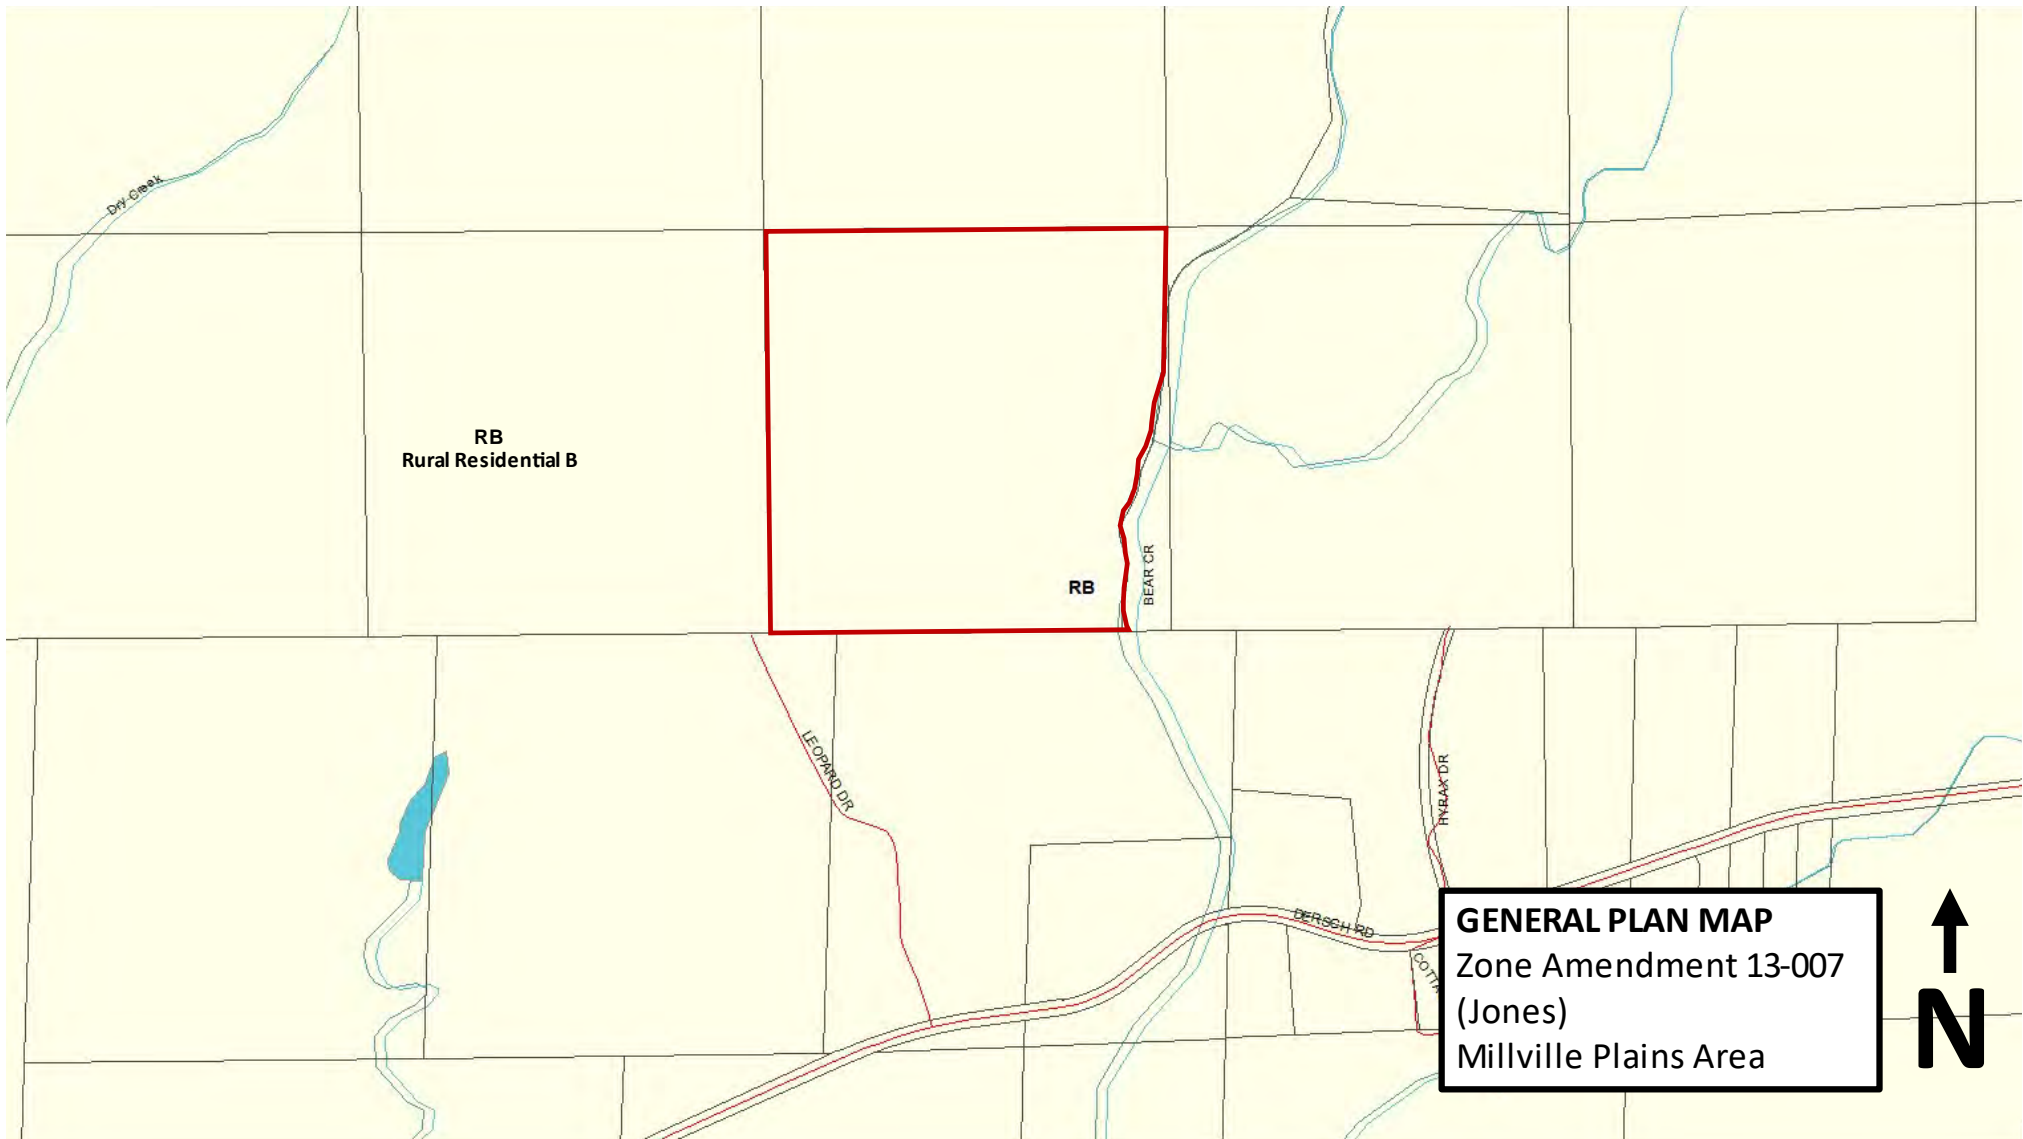 Dry Creek
RB
Rural Residential B
RB
BEAR CR
LEOPARD DR
HYRAX DR
DERSCH RD
GENERAL PLAN MAP
Zone Amendment 13-007
(Jones)
Millville Plains Area
N